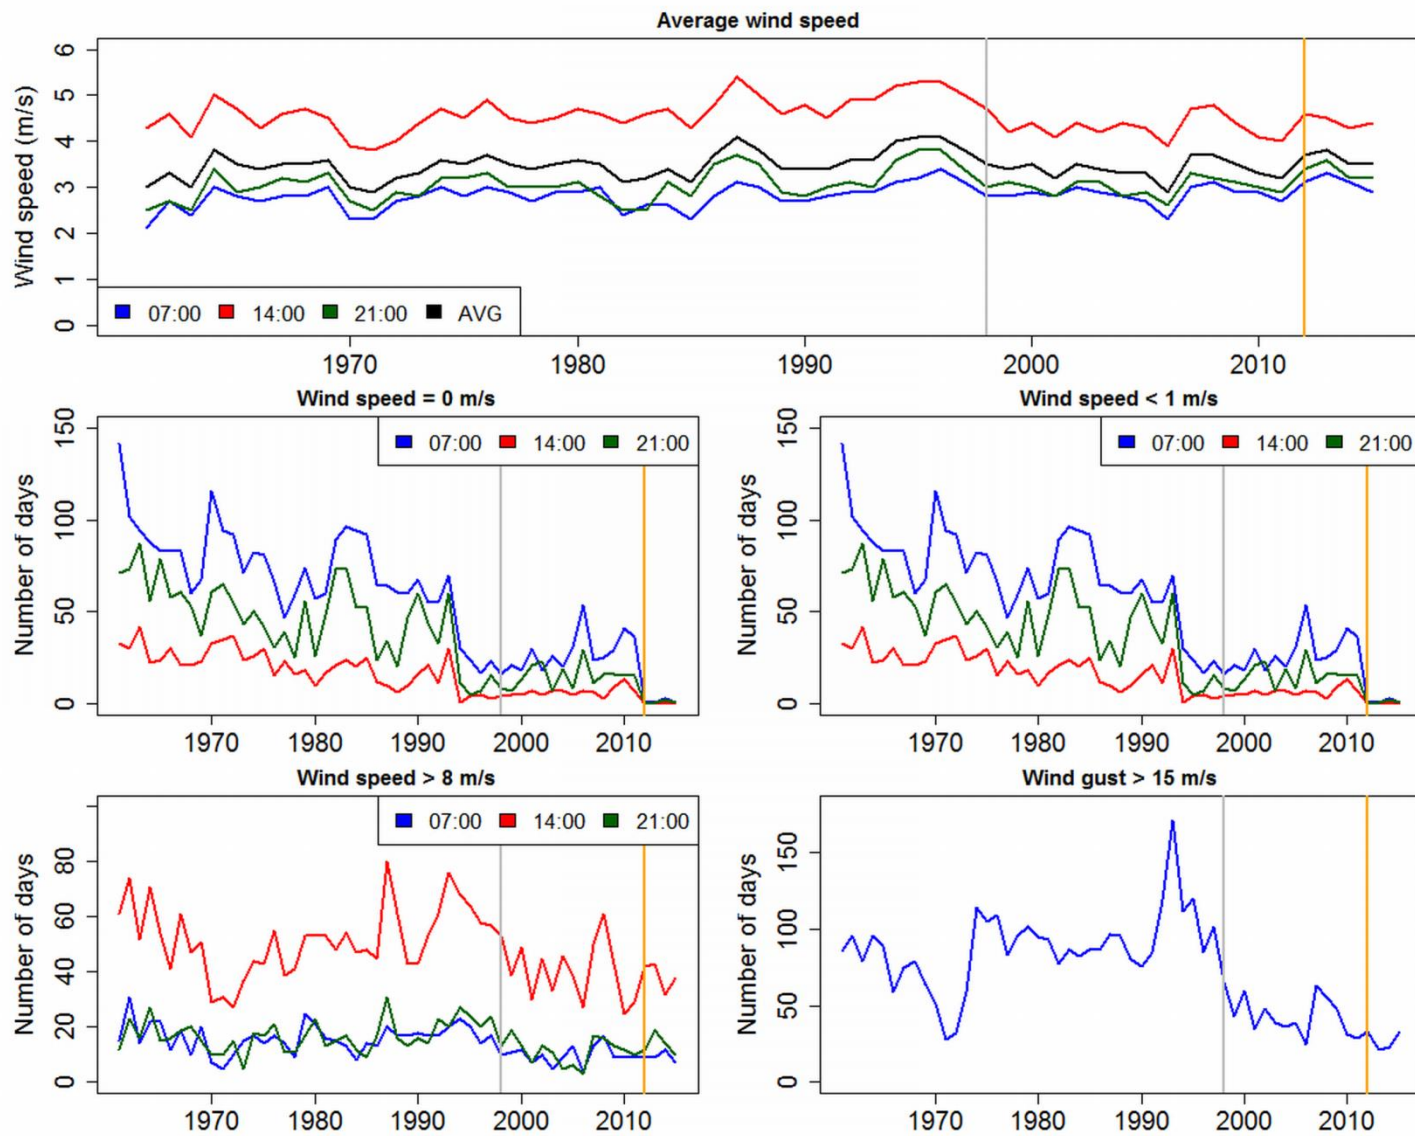 Average wind speed
Wind speed (m/s)
6
5
4
3
2
1
0
07:00 14:00 21:00 AVG
1970 1980 1990 2000 2010
Wind speed = 0 m/s
Number of days
150
100
50
0
07:00 14:00 21:00
1970 1980 1990 2000 2010
Wind speed < 1 m/s
Number of days
150
100
50
0
07:00 14:00 21:00
1970 1980 1990 2000 2010
Wind speed > 8 m/s
Number of days
80
60
40
20
0
07:00 14:00 21:00
1970 1980 1990 2000 2010
Wind gust > 15 m/s
Number of days
150
100
50
0
1970 1980 1990 2000 2010